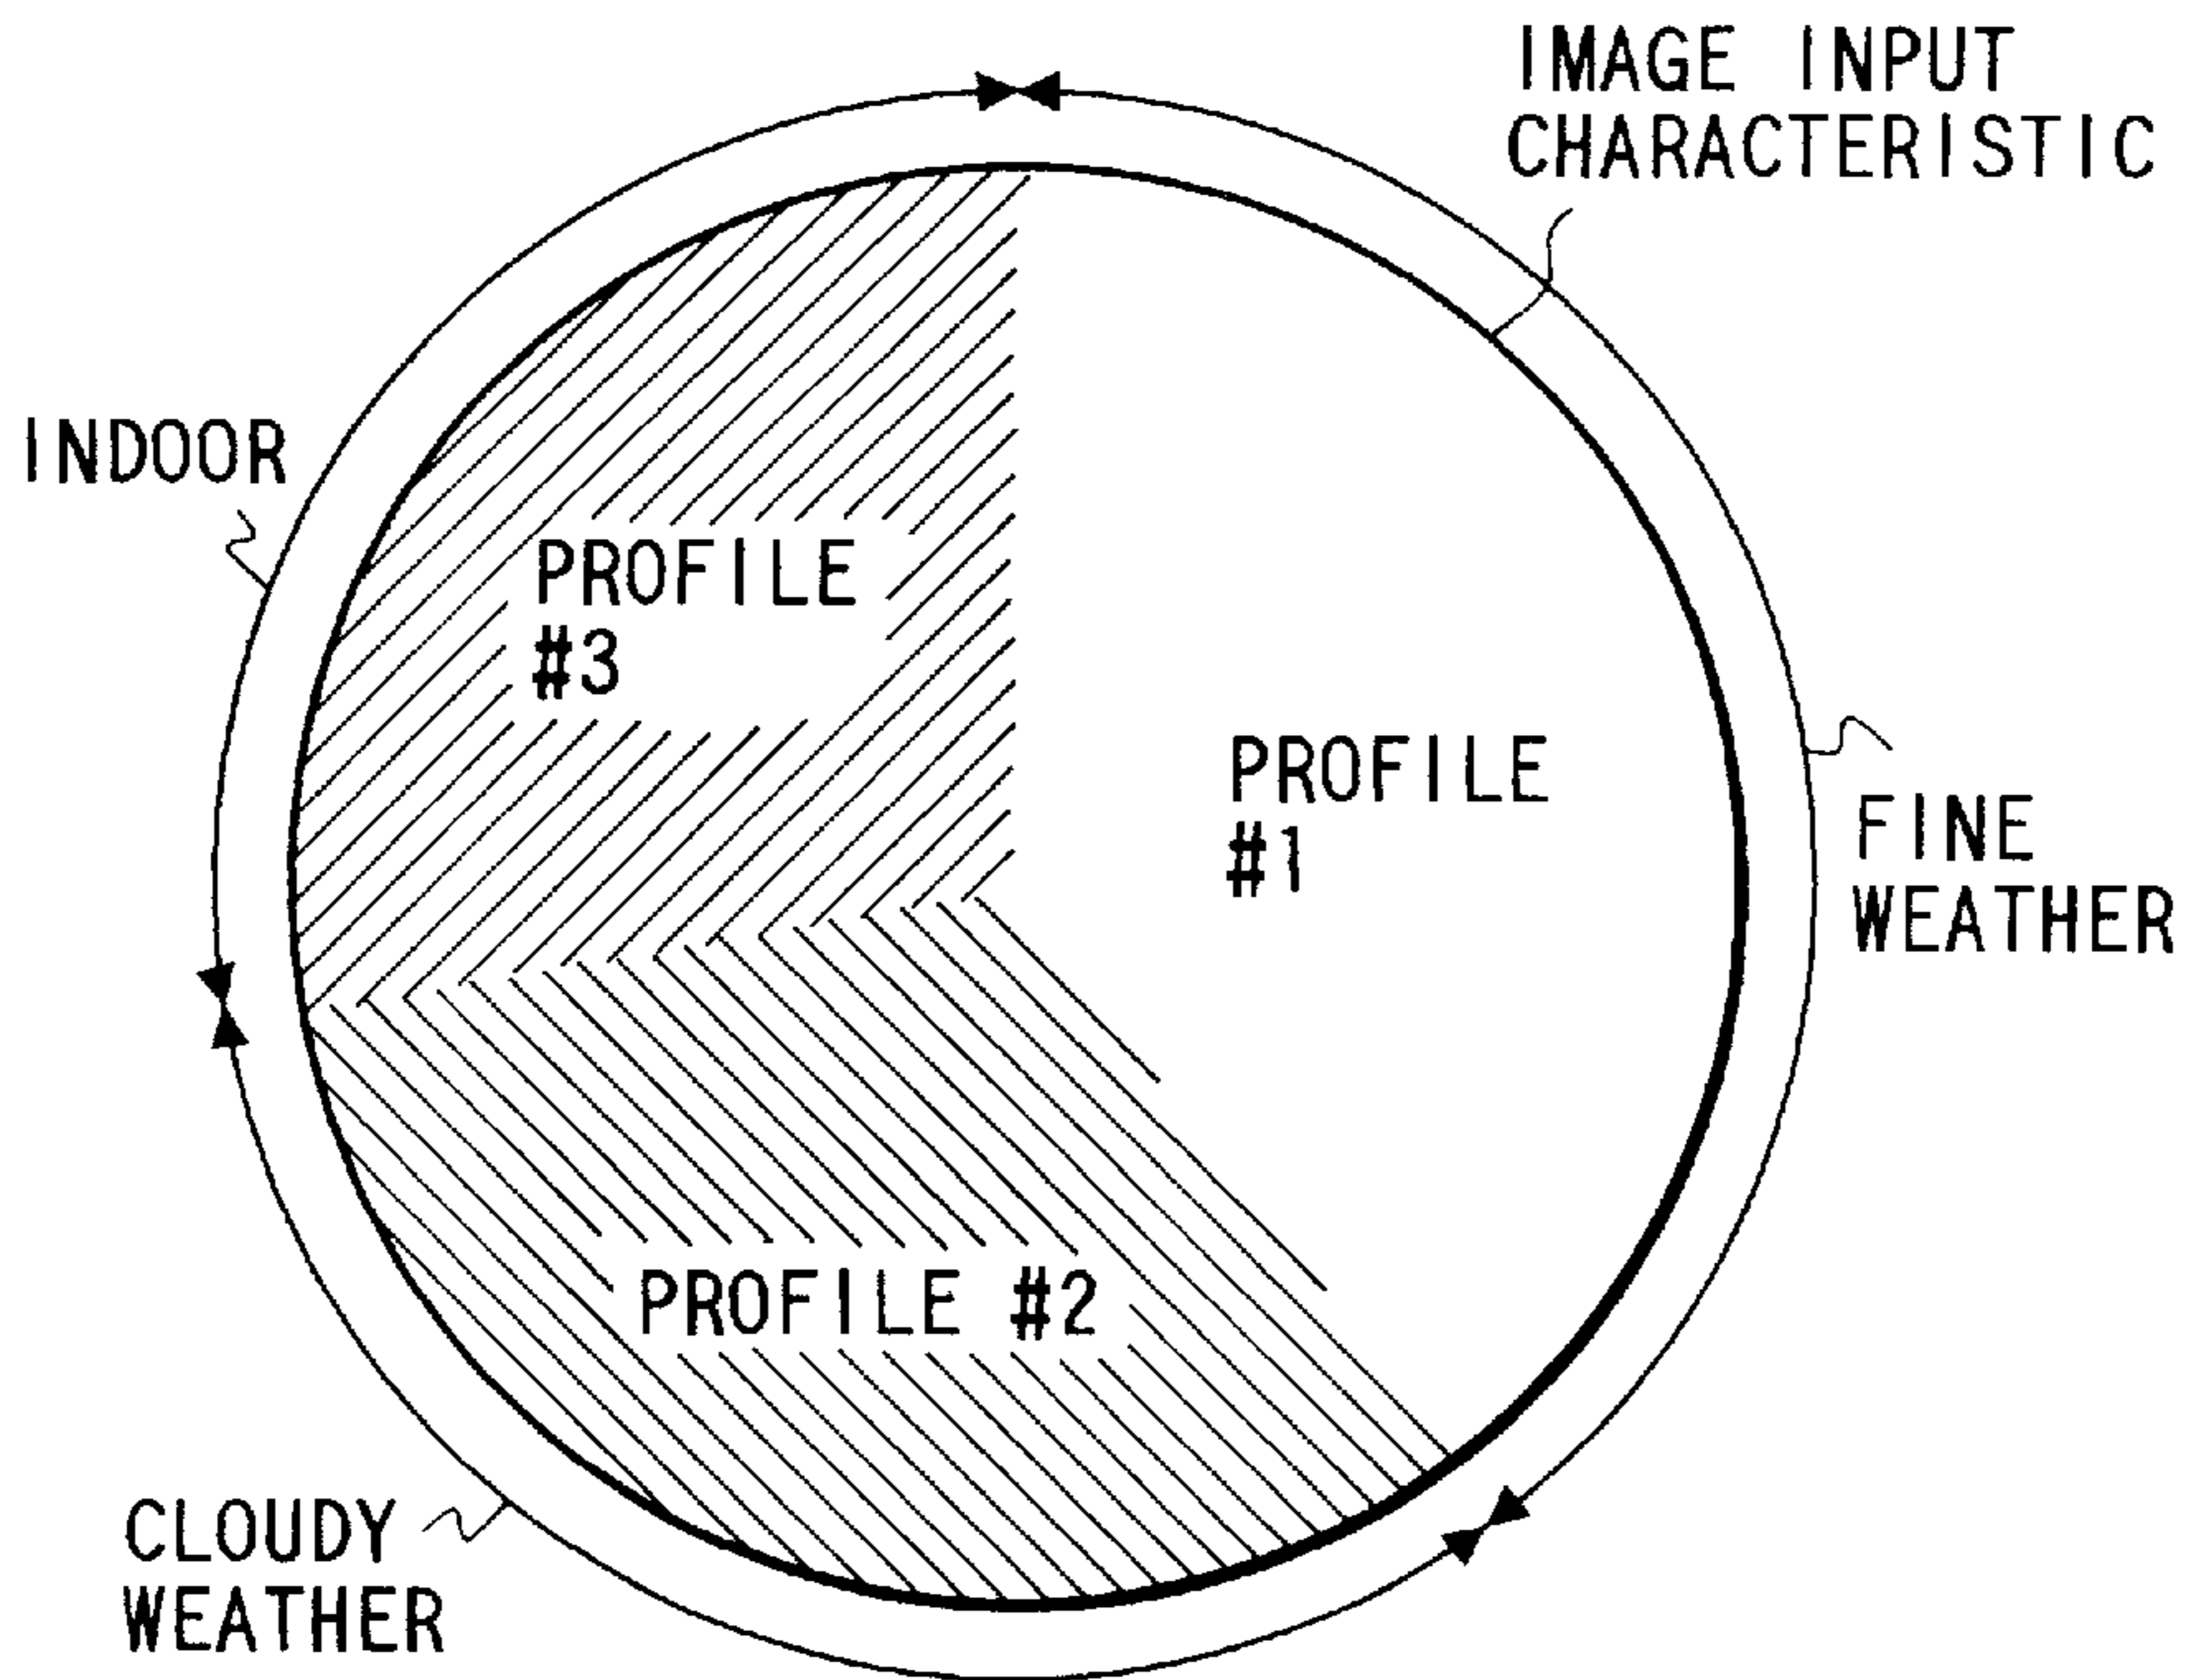 IMAGE INPUT
CHARACTERISTIC
INDOOR
PROFILE
#3
PROFILE
#1
FINE
WEATHER
PROFILE #2
CLOUDY
WEATHER